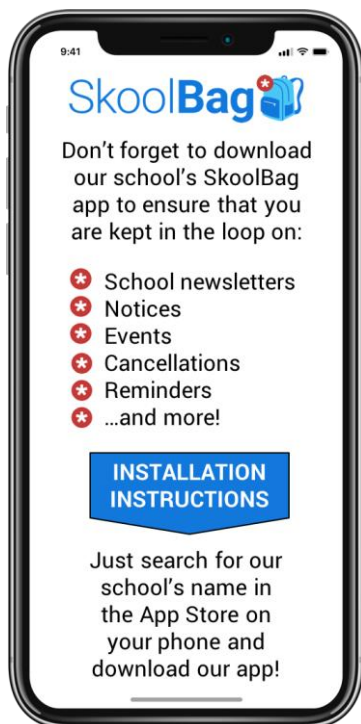 9:41
SkoolBag
Don't forget to download
our school's SkoolBag
app to ensure that you
are kept in the loop on:
School newsletters
Notices
Events
Cancellations
Reminders
...and more!
INSTALLATION
INSTRUCTIONS
Just search for our
school's name in
the App Store on
your phone and
download our app!